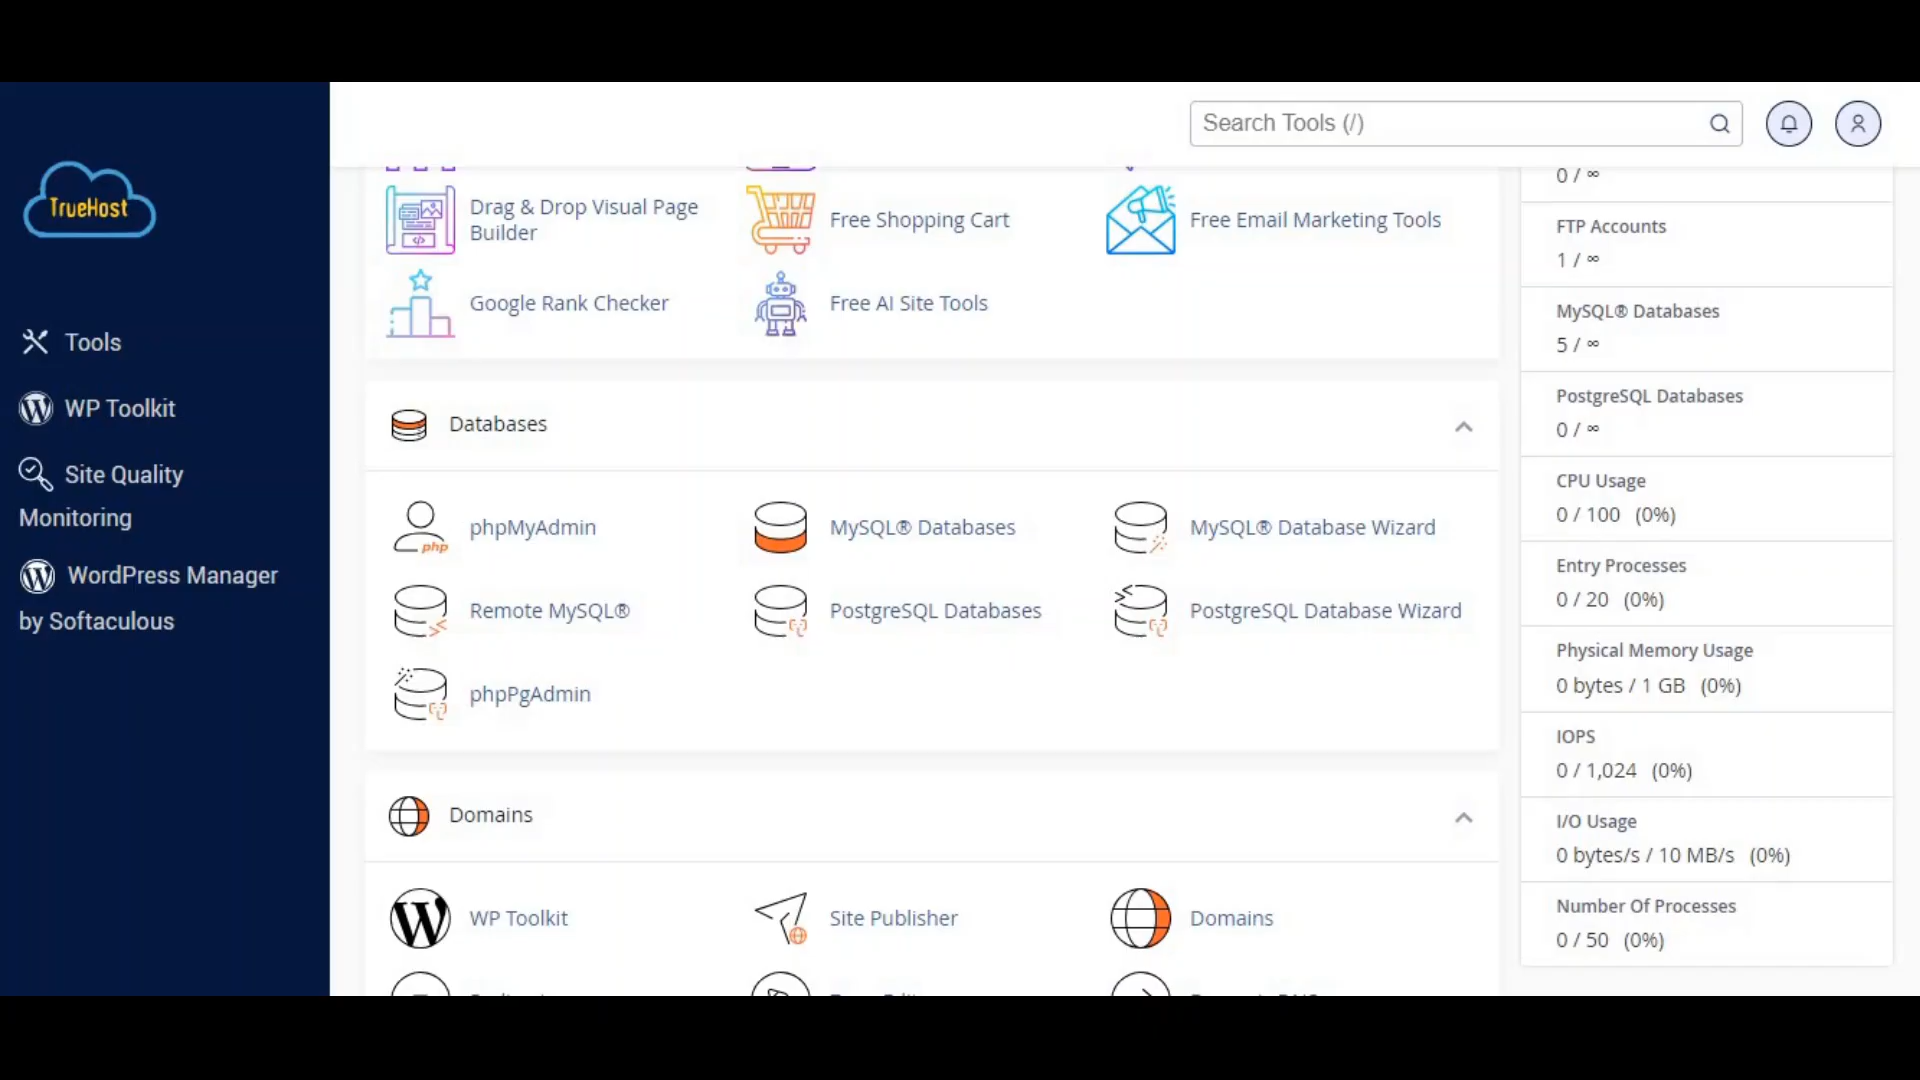 TrueHost
Tools
WP Toolkit
Site Quality
Monitoring
WordPress Manager
by Softaculous
Search Tools (/)
Drag & Drop Visual Page
Builder
Free Shopping Cart
Free Email Marketing Tools
Google Rank Checker
Free AI Site Tools
Databases
phpMyAdmin
MySQL® Databases
MySQL® Database Wizard
Remote MySQL®
PostgreSQL Databases
PostgreSQL Database Wizard
phpPgAdmin
Domains
WP Toolkit
Site Publisher
Domains
0 / ∞
FTP Accounts
1 / ∞
MySQL® Databases
5 / ∞
PostgreSQL Databases
0 / ∞
CPU Usage
0 / 100 (0%)
Entry Processes
0 / 20 (0%)
Physical Memory Usage
0 bytes / 1 GB (0%)
IOPS
0 / 1,024 (0%)
I/O Usage
0 bytes/s / 10 MB/s (0%)
Number Of Processes
0 / 50 (0%)